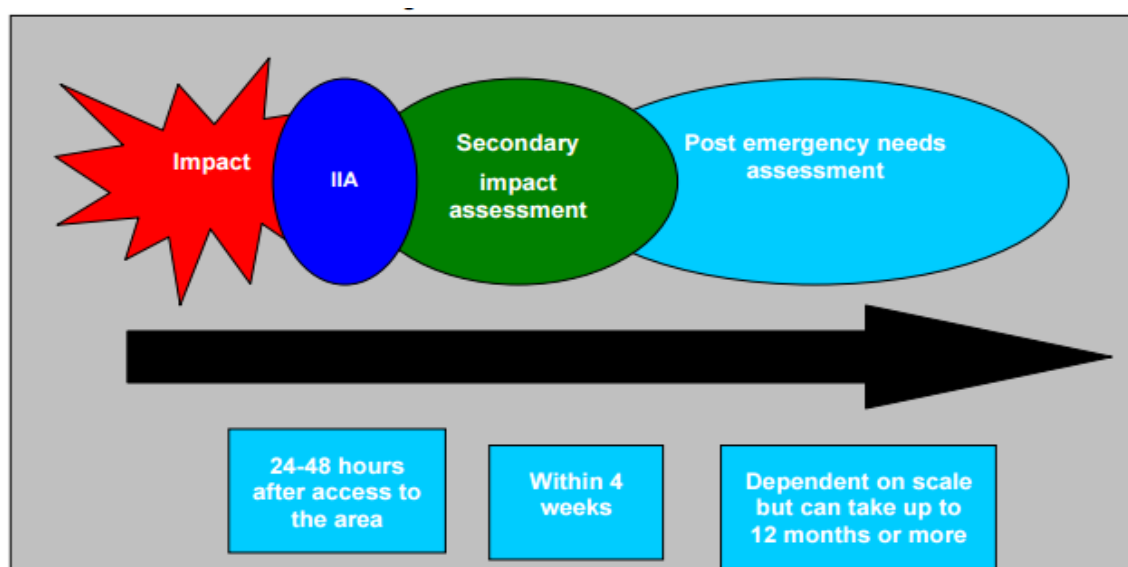 Impact
IIA
Secondary
impact
assessment
Post emergency needs
assessment
24-48 hours
after access to
the area
Within 4
weeks
Dependent on scale
but can take up to
12 months or more